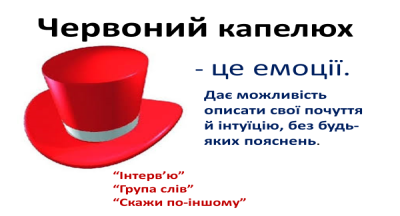 Червоний капелюх
- це емоції.
Дає можливість
описати свої почуття
й інтуїцію, без будь-
яких пояснень.
“Інтерв’ю”
“Група слів”
“Скажи по-іншому”